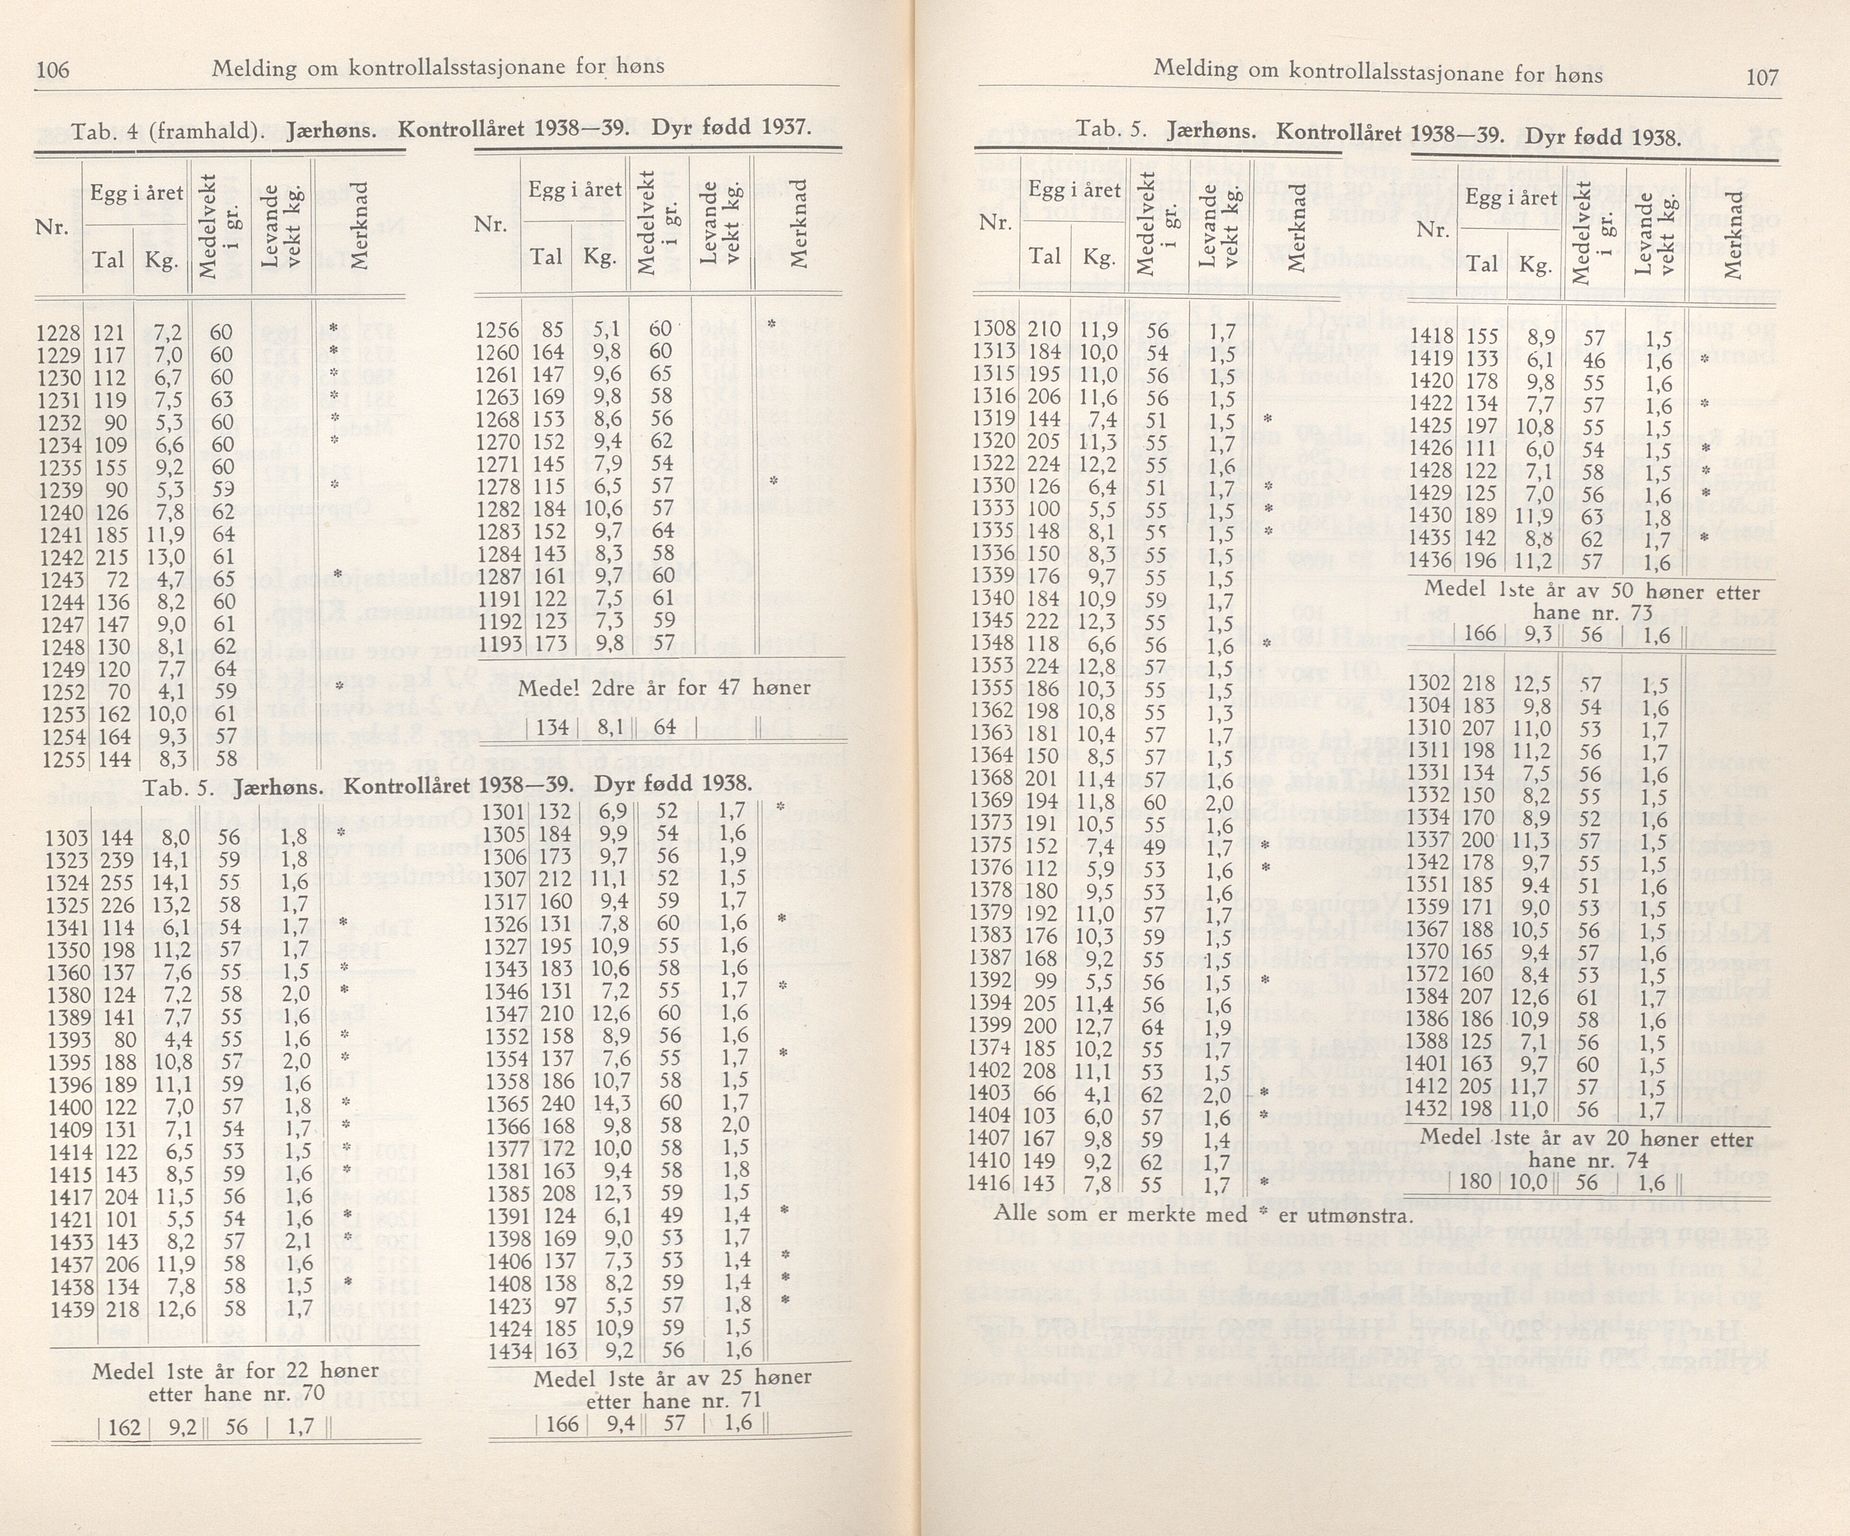 106 Melding om kontrollalsstasjonane for høns
Tab. 4 (framhald). Jærhøns. Kontrollåret 1938—39. Dyr fødd 1937.
Nr. Egg i året Tal Kg. Medelvekt i gr. Levande vekt kg. Merknad
1228 121 7,2 60 *
1229 117 7,0 60 *
1230 112 6,7 60 *
1231 119 7,5 63 *
1232 90 5,3 60 *
1234 109 6,6 60 *
1235 155 9,2 60
1239 90 5,3 59 *
1240 126 7,8 62
1241 185 11,9 64
1242 215 13,0 61
1243 72 4,7 65 *
1244 136 8,2 60
1247 147 9,0 61
1248 130 8,1 62
1249 120 7,7 64
1252 70 4,1 59 *
1253 162 10,0 61
1254 164 9,3 57
1255 144 8,3 58
Nr. Egg i året Tal Kg. Medelvekt i gr. Levande vekt kg. Merknad
1256 85 5,1 60 *
1260 164 9,8 60
1261 147 9,6 65
1263 169 9,8 58
1268 153 8,6 56
1270 152 9,4 62
1271 145 7,9 54
1278 115 6,5 57 *
1282 184 10,6 57
1283 152 9,7 64
1284 143 8,3 58
1287 161 9,7 60
1191 122 7,5 61
1192 123 7,3 59
1193 173 9,8 57
Medel 2dre år for 47 høner
134 8,1 64
Tab. 5. Jærhøns. Kontrollåret 1938—39. Dyr fødd 1938.
1303 144 8,0 56 1,8 *
1323 239 14,1 59 1,8
1324 255 14,1 55 1,6
1325 226 13,2 58 1,7
1341 114 6,1 54 1,7 *
1350 198 11,2 57 1,7
1360 137 7,6 55 1,5 *
1380 124 7,2 58 2,0 *
1389 141 7,7 55 1,6
1393 80 4,4 55 1,6 *
1395 188 10,8 57 2,0 *
1396 189 11,1 59 1,6
1400 122 7,0 57 1,8 *
1409 131 7,1 54 1,7 *
1414 122 6,5 53 1,5 *
1415 143 8,5 59 1,6 *
1417 204 11,5 56 1,6
1421 101 5,5 54 1,6 *
1433 143 8,2 57 2,1 *
1437 206 11,9 58 1,6
1438 134 7,8 58 1,5 *
1439 218 12,6 58 1,7
Medel 1ste år for 22 høner
etter hane nr. 70
162 9,2 56 1,7
1301 132 6,9 52 1,7 *
1305 184 9,9 54 1,6
1306 173 9,7 56 1,9
1307 212 11,1 52 1,5
1317 160 9,4 59 1,7
1326 131 7,8 60 1,6 *
1327 195 10,9 55 1,6
1343 183 10,6 58 1,6
1346 131 7,2 55 1,7 *
1347 210 12,6 60 1,6
1352 158 8,9 56 1,6
1354 137 7,6 55 1,7 *
1358 186 10,7 58 1,5
1365 240 14,3 60 1,7
1366 168 9,8 58 2,0
1377 172 10,0 58 1,5
1381 163 9,4 58 1,8
1385 208 12,3 59 1,5
1391 124 6,1 49 1,4 *
1398 169 9,0 53 1,7
1406 137 7,3 53 1,4 *
1408 138 8,2 59 1,4 *
1423 97 5,5 57 1,8 *
1424 185 10,9 59 1,5
1434 163 9,2 56 1,6
Medel 1ste år av 25 høner
etter hane nr. 71
166 9,4 57 1,6
Melding om kontrollalsstasjonane for høns 107
Tab. 5. Jærhøns. Kontrollåret 1938—39. Dyr fødd 1938.
Nr. Egg i året Tal Kg. Medelvekt i gr. Levande vekt kg. Merknad
1308 210 11,9 56 1,7
1313 184 10,0 54 1,5
1315 195 11,0 56 1,5
1316 206 11,6 56 1,5
1319 144 7,4 51 1,5 *
1320 205 11,3 55 1,7
1322 224 12,2 55 1,6
1330 126 6,4 51 1,7 *
1333 100 5,5 55 1,5 *
1335 148 8,1 55 1,5 *
1336 150 8,3 55 1,5
1339 176 9,7 55 1,5
1340 184 10,9 59 1,7
1345 222 12,3 55 1,5
1348 118 6,6 56 1,6 *
1353 224 12,8 57 1,5
1355 186 10,3 55 1,5
1362 198 10,8 55 1,3
1363 181 10,4 57 1,7
1364 150 8,5 57 1,5
1368 201 11,4 57 1,6
1369 194 11,8 60 2,0
1373 191 10,5 55 1,6
1375 152 7,4 49 1,7 *
1376 112 5,9 53 1,6 *
1378 180 9,5 53 1,6
1379 192 11,0 57 1,7
1383 176 10,3 59 1,5
1387 168 9,2 55 1,5
1392 99 5,5 56 1,5 *
1394 205 11,4 56 1,6
1399 200 12,7 64 1,9
1374 185 10,2 55 1,7
1402 208 11,1 53 1,5
1403 66 4,1 62 2,0 *
1404 103 6,0 57 1,6 *
1407 167 9,8 59 1,4
1410 149 9,2 62 1,7
1416 143 7,8 55 1,7 *
Alle som er merkte med * er utmønstra.
Nr. Egg i året Tal Kg. Medelvekt i gr. Levande vekt kg. Merknad
1418 155 8,9 57 1,5
1419 133 6,1 46 1,6 *
1420 178 9,8 55 1,6
1422 134 7,7 57 1,6 *
1425 197 10,8 55 1,5
1426 111 6,0 54 1,5 *
1428 122 7,1 58 1,5 *
1429 125 7,0 56 1,6 *
1430 189 11,9 63 1,8
1435 142 8,8 62 1,7 *
1436 196 11,2 57 1,6
Medel 1ste år av 50 høner etter
hane nr. 73
166 9,3 56 1,6
1302 218 12,5 57 1,5
1304 183 9,8 54 1,6
1310 207 11,0 53 1,7
1311 198 11,2 56 1,7
1331 134 7,5 56 1,6
1332 150 8,2 55 1,5
1334 170 8,9 52 1,6
1337 200 11,3 57 1,5
1342 178 9,7 55 1,5
1351 185 9.4 51 1,6
1359 171 9,0 53 1,5
1367 188 10,5 56 1,5
1370 165 9,4 57 1,6
1372 160 8,4 53 1,5
1384 207 12,6 61 1,7
1386 186 10,9 58 1,6
1388 125 7,1 56 1,5
1401 163 9,7 60 1,5
1412 205 11,7 57 1,5
1432 198 11,0 56 1,7
Medel 1ste år av 20 høner etter
hane nr. 74
180 10,0 56 1,6